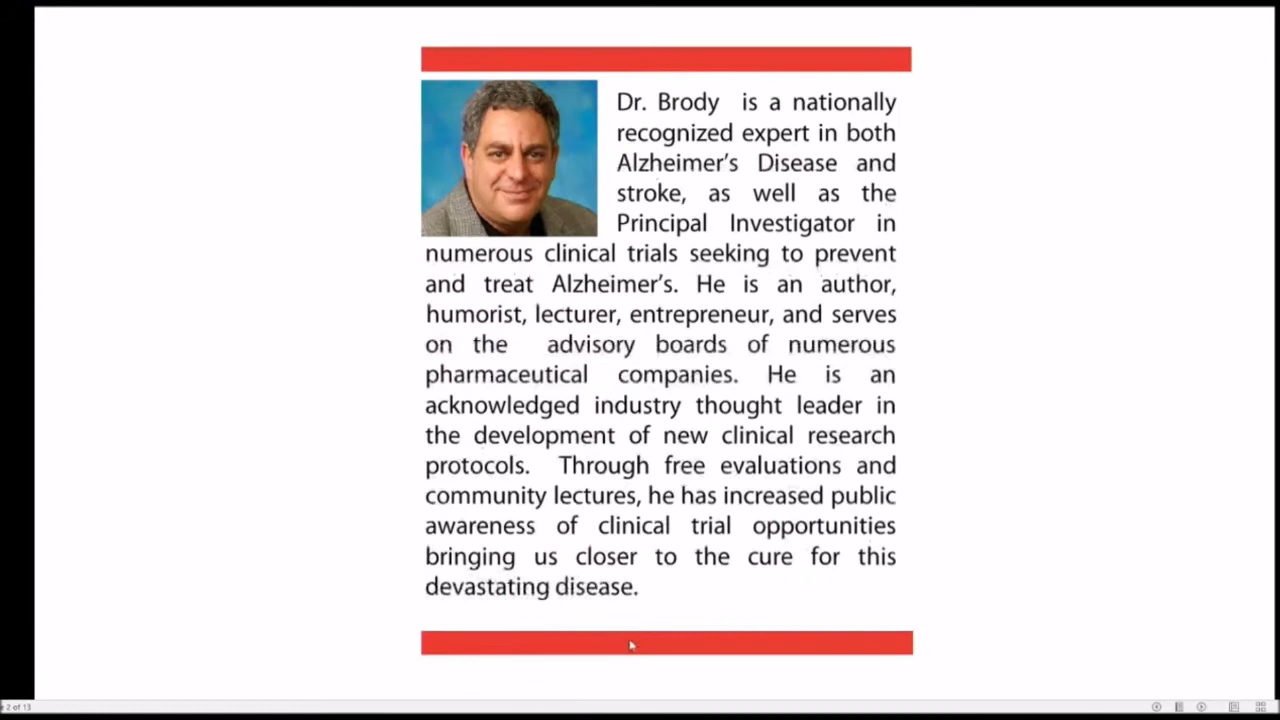 Dr. Brody is a nationally
recognized expert in both
Alzheimer's Disease and
stroke, as well as the
Principal Investigator in
numerous clinical trials seeking to prevent
and treat Alzheimer's. He is an author,
humorist, lecturer, entrepreneur, and serves
on the advisory boards of numerous
pharmaceutical companies. He is an
acknowledged industry thought leader in
the development of new clinical research
protocols. Through free evaluations and
community lectures, he has increased public
awareness of clinical trial opportunities
bringing us closer to the cure for this
devastating disease.
2 of 13